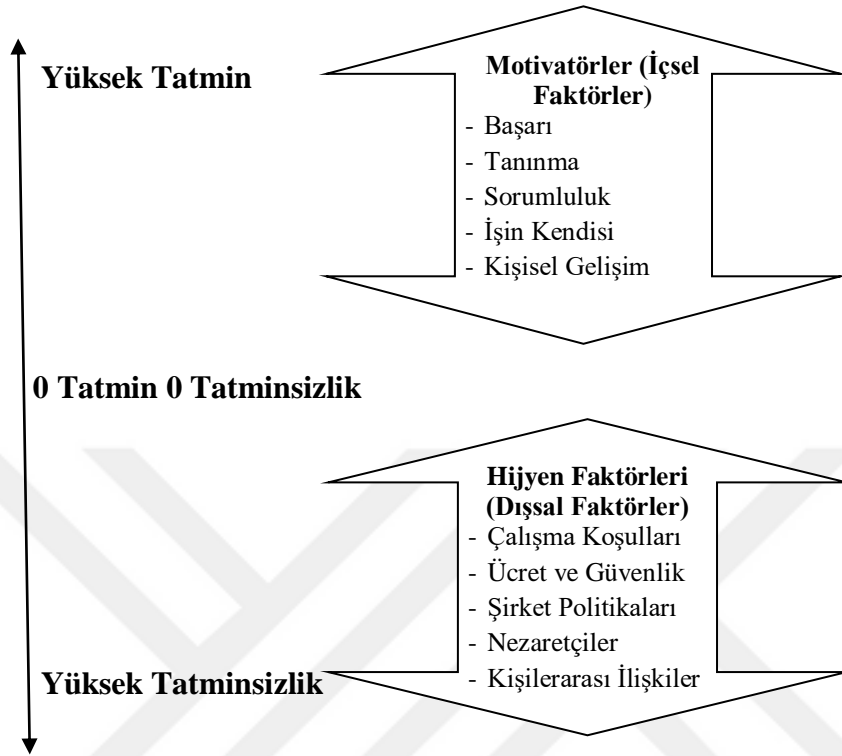 Yüksek Tatmin
Motivatörler (İçsel
Faktörler)
- Başarı
- Tanınma
- Sorumluluk
- İşin Kendisi
- Kişisel Gelişim
0 Tatmin 0 Tatminsizlik
Hijyen Faktörleri
(Dışsal Faktörler)
- Çalışma Koşulları
- Ücret ve Güvenlik
- Şirket Politikaları
- Nezaretçiler
- Kişilerarası İlişkiler
Yüksek Tatminsizlik